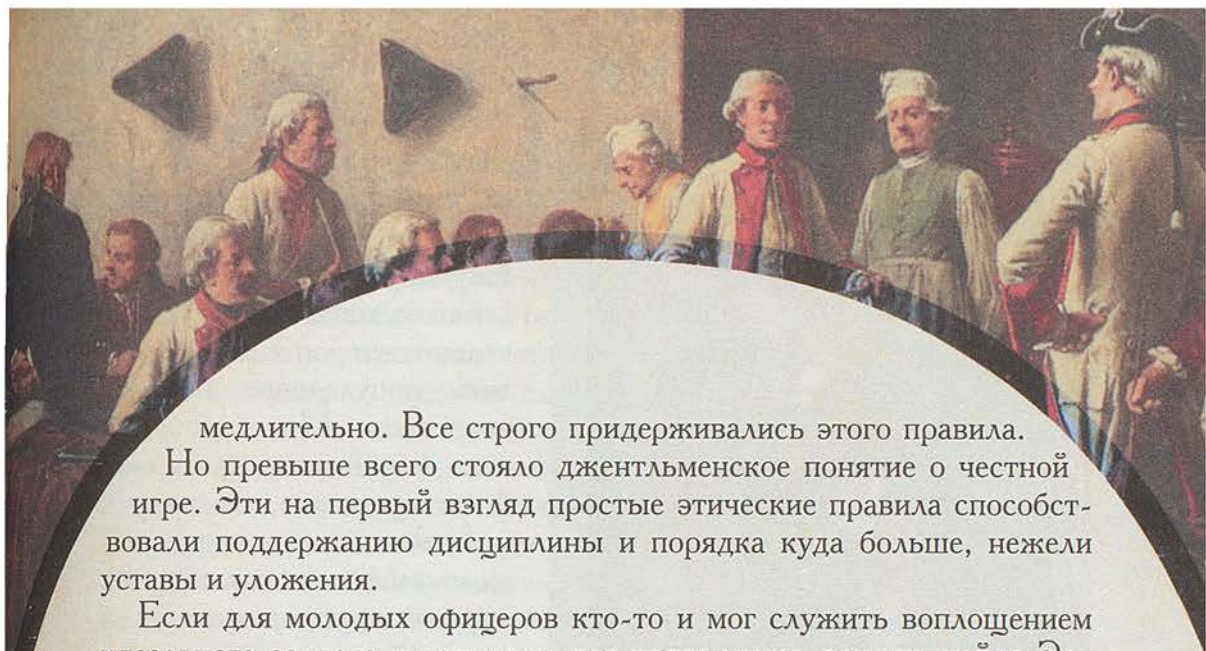 медлительно. Все строго придерживались этого правила.
Но превыше всего стояло джентльменское понятие о честной
игре. Эти на первый взгляд простые этические правила способст-
вовали поддержанию дисциплины и порядка куда больше, нежели
уставы и уложения.
Если для молодых офицеров кто-то и мог служить воплощением